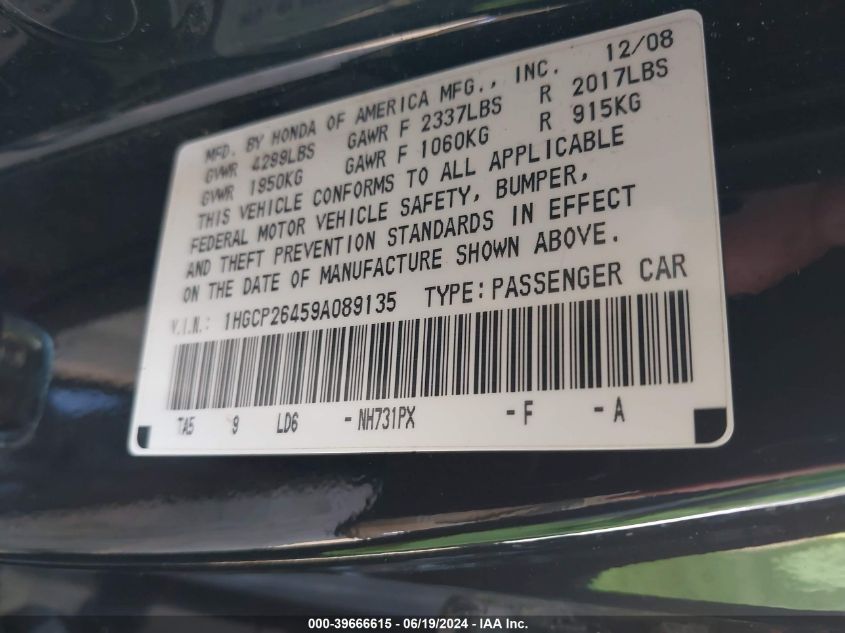 12/08
MFD. BY HONDA OF AMERICA MFG., INC.
GVWR 4299LBS GAWR F 2337LBS R 2017LBS
GVWR 1950KG GAWR F 1060KG R 915KG
THIS VEHICLE CONFORMS TO ALL APPLICABLE
FEDERAL MOTOR VEHICLE SAFETY, BUMPER,
AND THEFT PREVENTION STANDARDS IN EFFECT
ON THE DATE OF MANUFACTURE SHOWN ABOVE.
V.I.N.: 1HGCP26459A089135 TYPE:PASSENGER CAR
TA5 9 LD6 -NH731PX -F -A
000-39666615 - 06/19/2024 - IAA Inc.